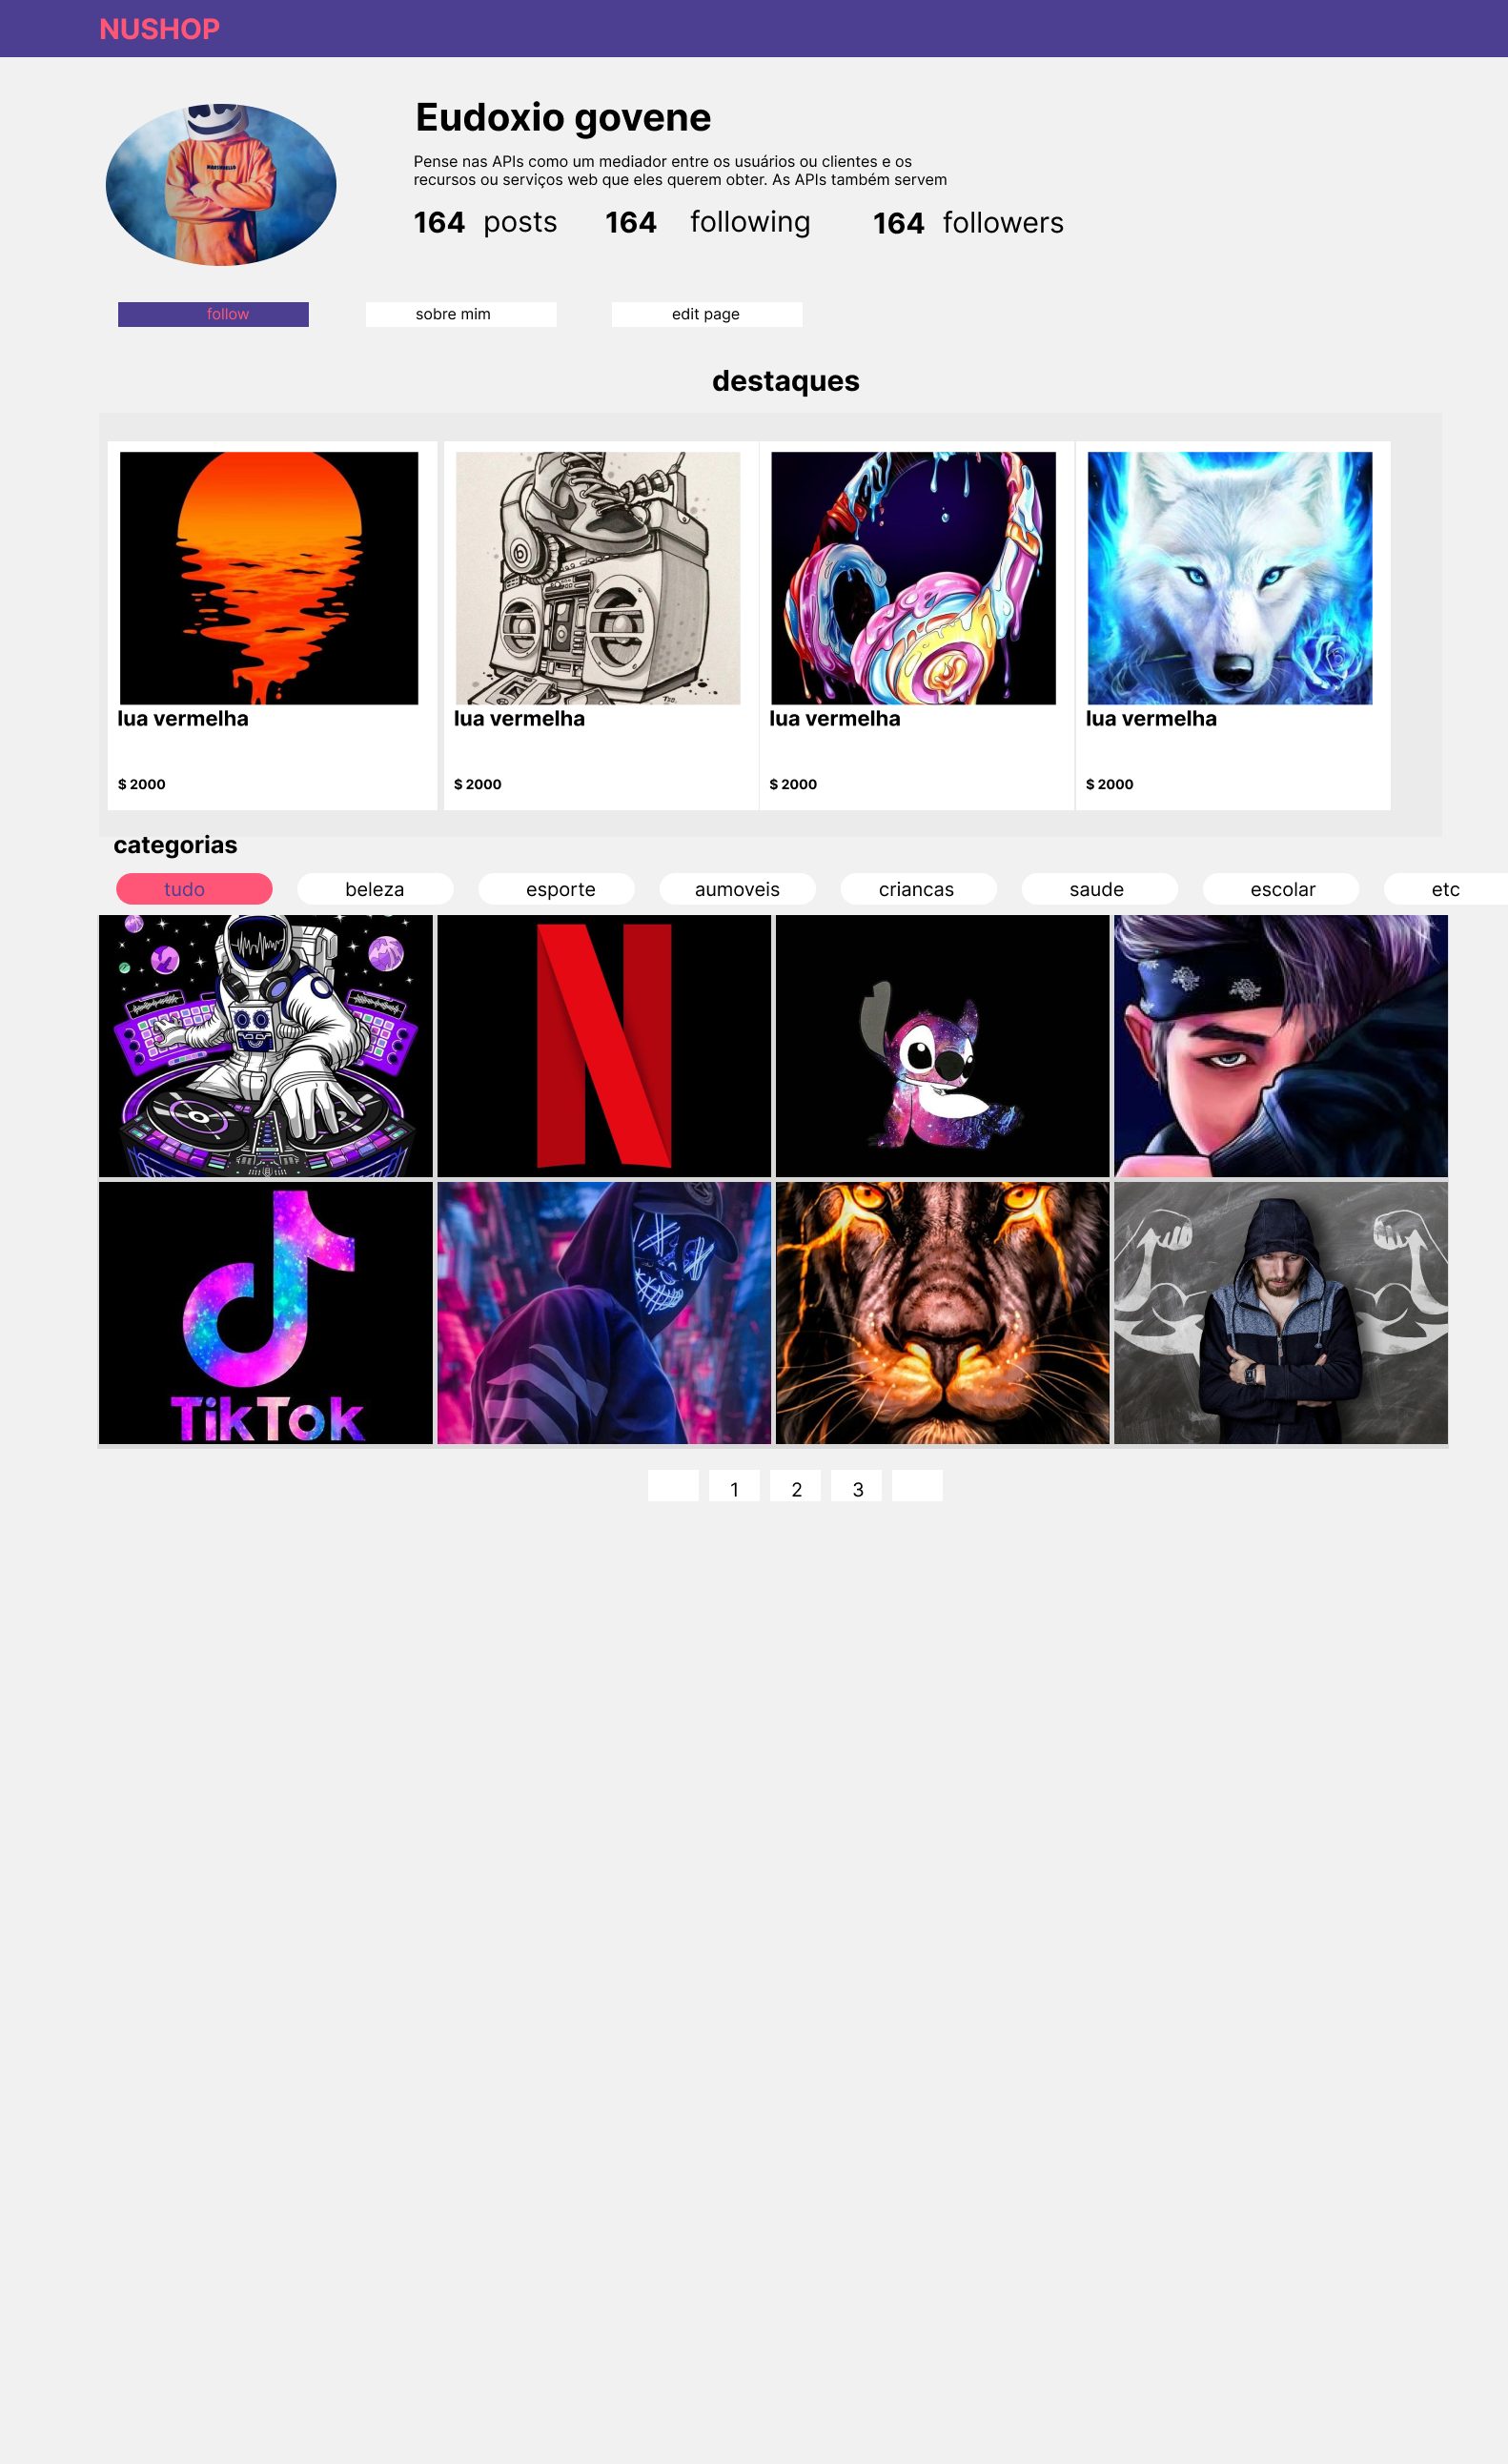 NUSHOP
Eudoxio govene
Pense nas APIs como um mediador entre os usuários ou clientes e os
recursos ou serviços web que eles querem obter. As APIs também servem
164 posts 164 following 164 followers
follow sobre mim edit page
destaques
lua vermelha lua vermelha lua vermelha lua vermelha
$ 2000 $ 2000 $ 2000 $ 2000
categorias
tudo beleza esporte aumoveis criancas saude escolar etc
TikTok
1 2 3